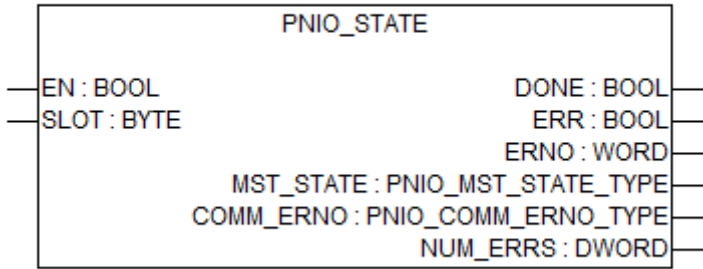 PNIO_STATE
EN : BOOL DONE : BOOL
SLOT : BYTE ERR : BOOL
ERNO : WORD
MST_STATE : PNIO_MST_STATE_TYPE
COMM_ERNO : PNIO_COMM_ERNO_TYPE
NUM_ERRS : DWORD